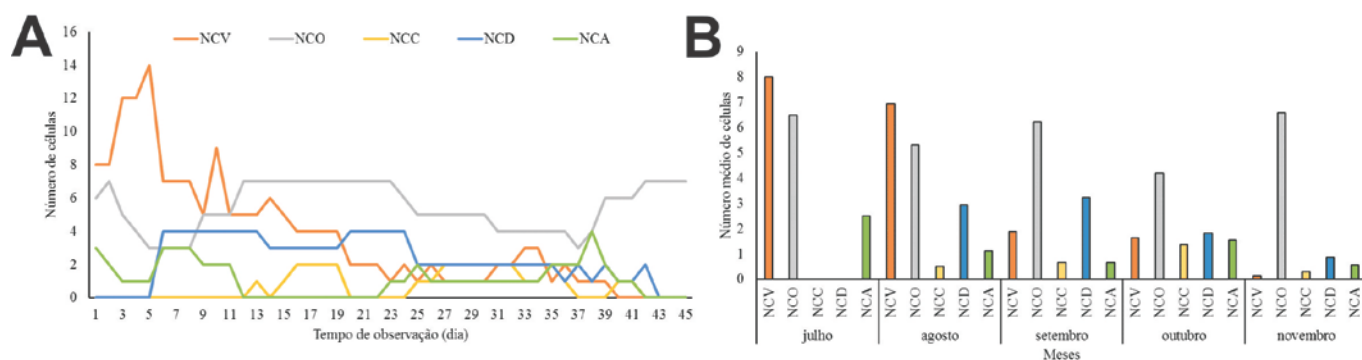 A
NCV NCO NCC NCD NCA
Número de células
16
14
12
10
8
6
4
2
0
1 3 5 7 9 11 13 15 17 19 21 23 25 27 29 31 33 35 37 39 41 43 45
Tempo de observação (dia)
B
Número médio de células
9
8
7
6
5
4
3
2
1
0
NCV NCO NCC NCD NCA NCV NCO NCC NCD NCA NCV NCO NCC NCD NCA NCV NCO NCC NCD NCA NCV NCO NCC NCD NCA
julho agosto setembro outubro novembro
Meses